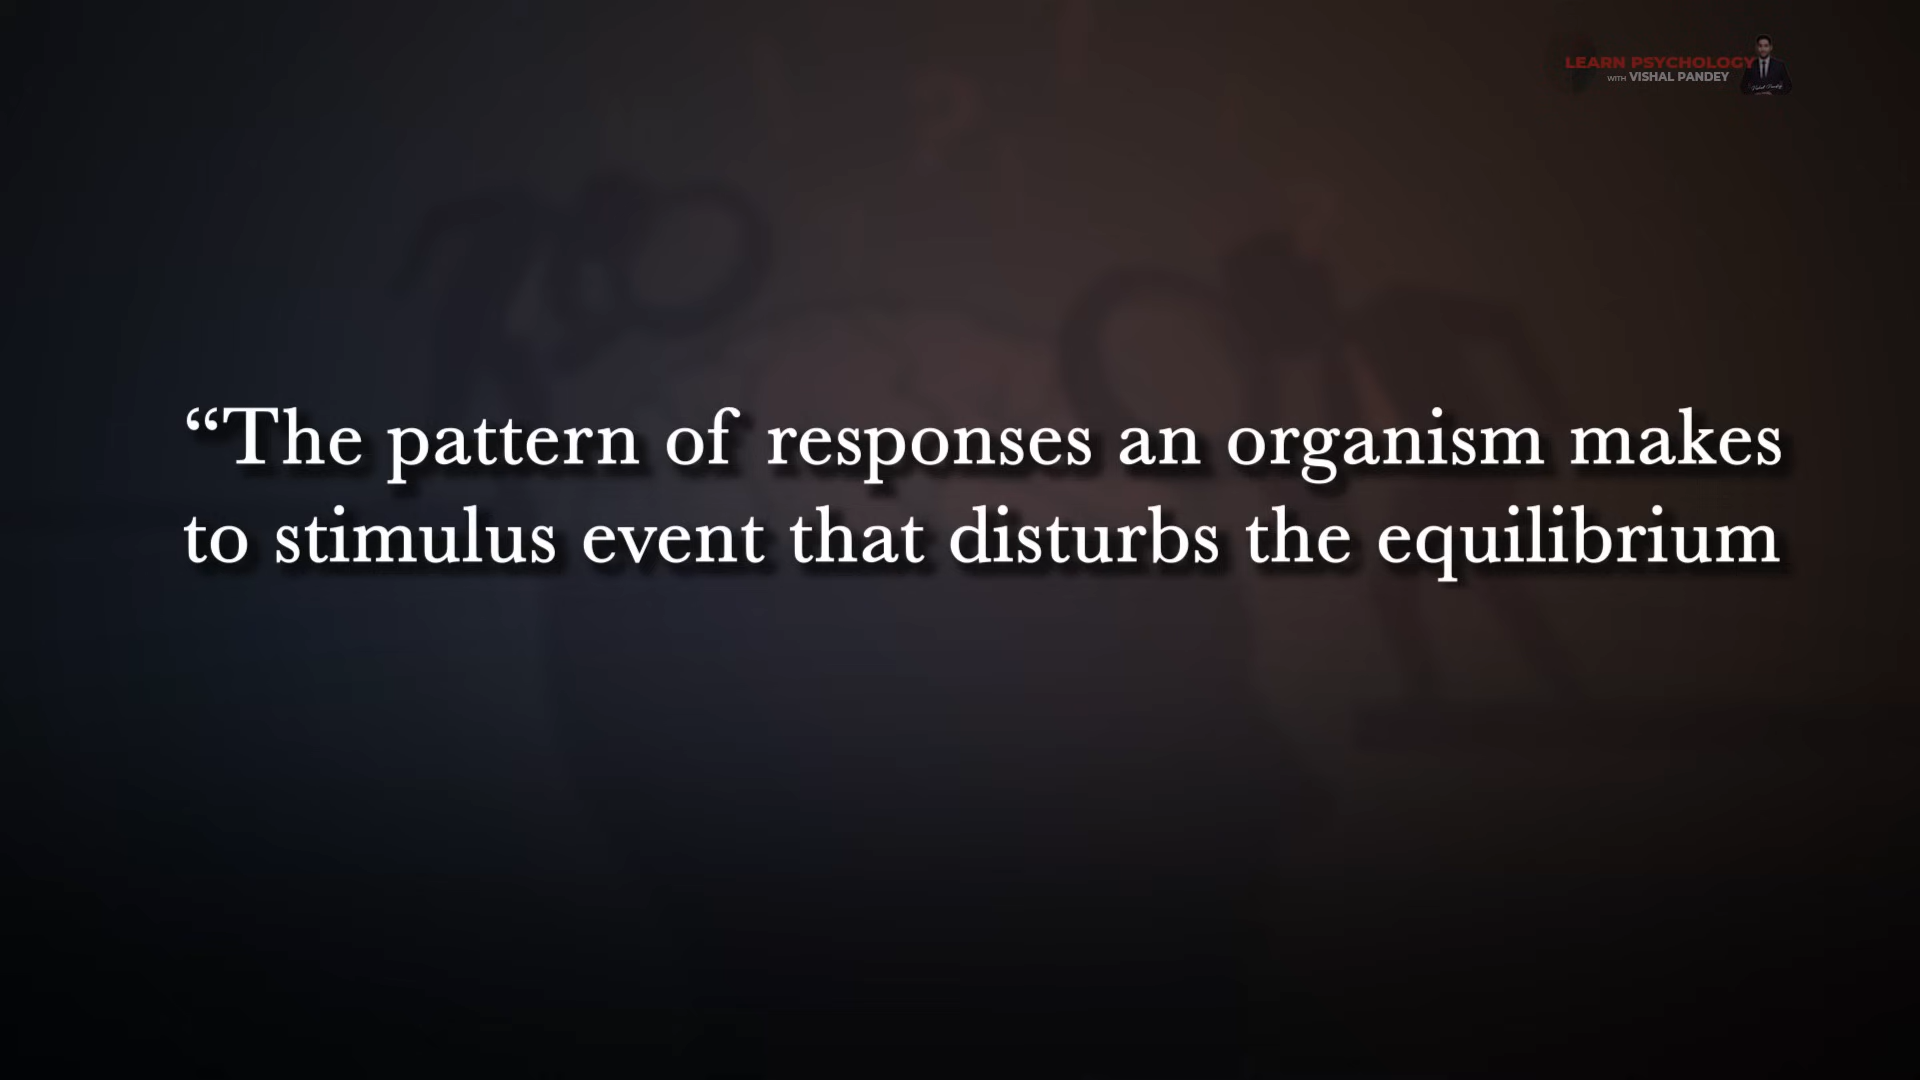 LEARN PSYCHOLOGY
WITH VISHAL PANDEY
“The pattern of responses an organism makes
to stimulus event that disturbs the equilibrium